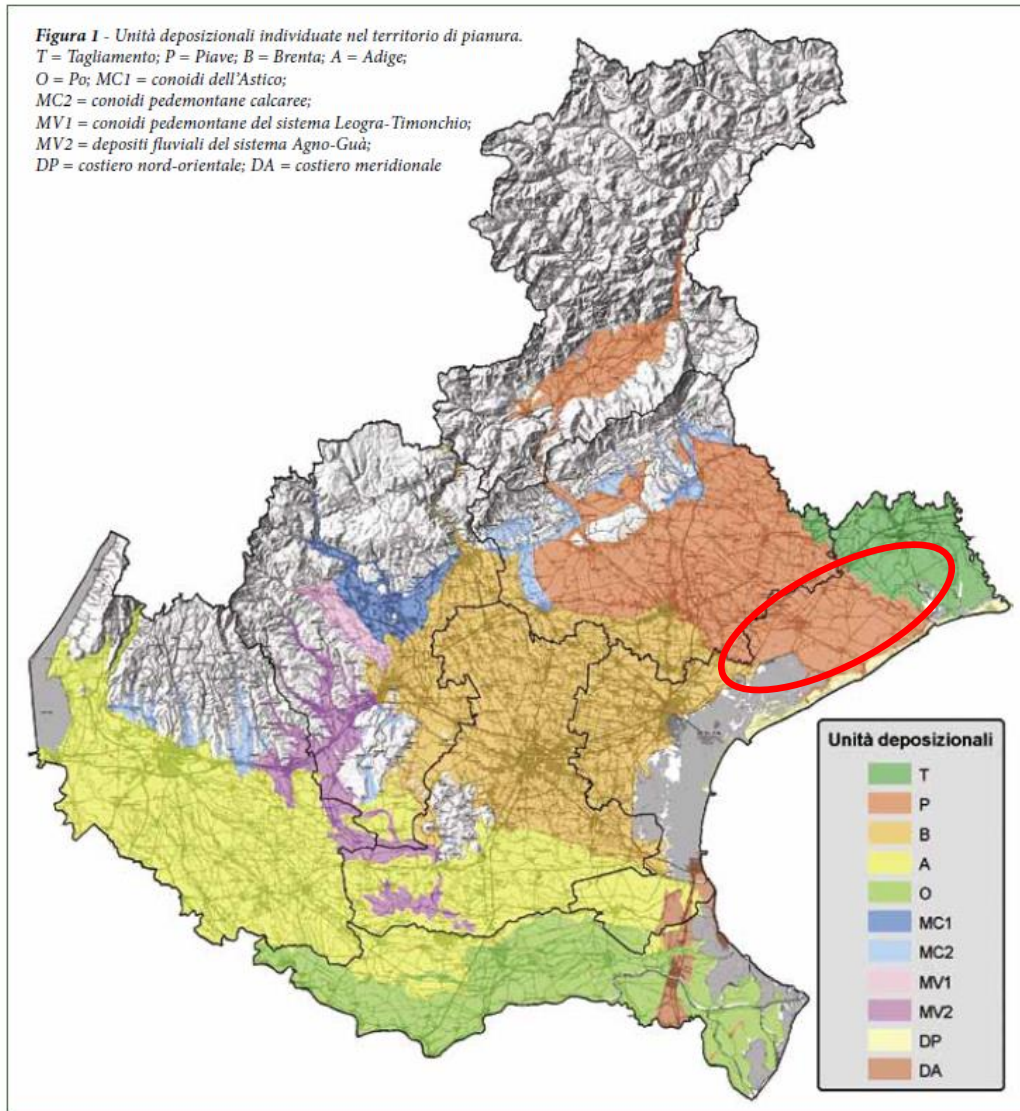 Figura 1 - Unità deposizionali individuate nel territorio di pianura.
T = Tagliamento; P = Piave; B = Brenta; A = Adige;
O = Po; MC1 = conoidi dell'Astico;
MC2 = conoidi pedemontane calcaree;
MV1 = conoidi pedemontane del sistema Leogra-Timonchio;
MV2 = depositi fluviali del sistema Agno-Guà;
DP = costiero nord-orientale; DA = costiero meridionale
Unità deposizionali
T
P
B
A
O
MC1
MC2
MV1
MV2
DP
DA